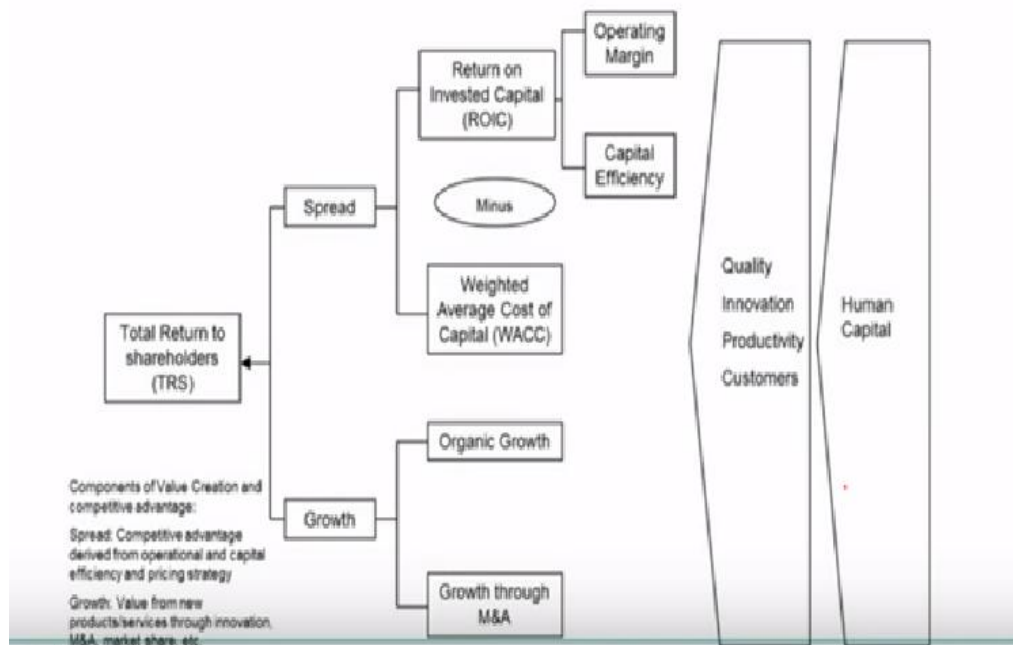 Operating
Margin
Return on
Invested Capital
(ROIC)
Capital
Efficiency
Spread
Minus
Weighted
Average Cost of
Capital (WACC)
Total Return to
shareholders
(TRS)
Organic Growth
Growth
Growth through
M&A
Components of Value Creation and
competitive advantage:
Spread: Competitive advantage
derived from operational and capital
efficiency and pricing strategy
Growth: Value from new
products/services through innovation,
M&A, market share, etc.
Quality
Innovation
Productivity
Customers
Human
Capital